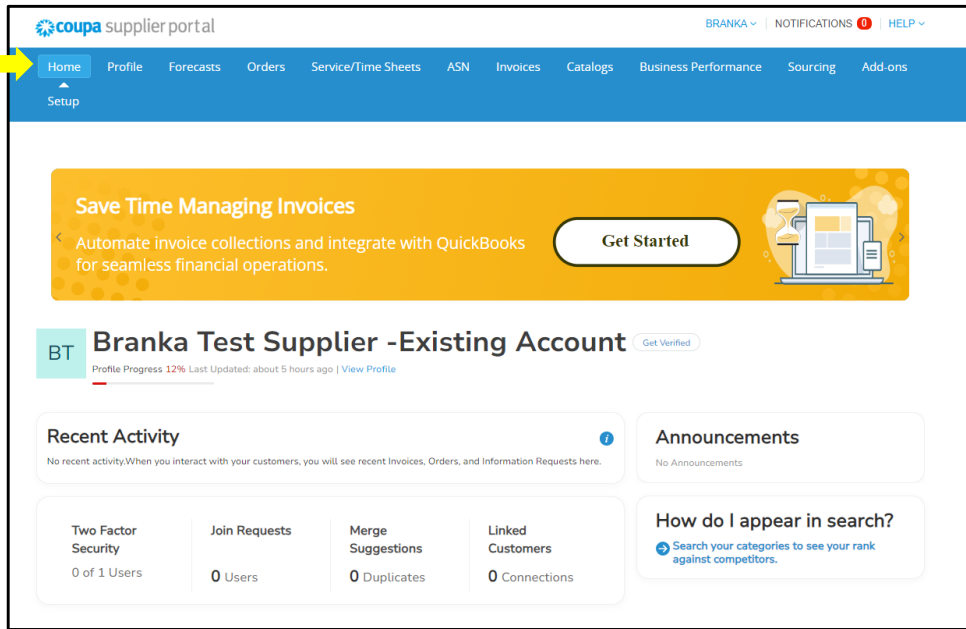 coupa supplier portal
BRANKA NOTIFICATIONS 0 HELP
Home Profile Forecasts Orders Service/Time Sheets ASN Invoices Catalogs Business Performance Sourcing Add-ons
Setup
Save Time Managing Invoices
Automate invoice collections and integrate with QuickBooks
for seamless financial operations.
Get Started
BT
Branka Test Supplier -Existing Account
Get Verified
Profile Progress 12% Last Updated: about 5 hours ago | View Profile
Recent Activity
i
No recent activity.When you interact with your customers, you will see recent Invoices, Orders, and Information Requests here.
Announcements
No Announcements
Two Factor
Security
0 of 1 Users
Join Requests
0 Users
Merge
Suggestions
0 Duplicates
Linked
Customers
0 Connections
How do I appear in search?
Search your categories to see your rank
against competitors.